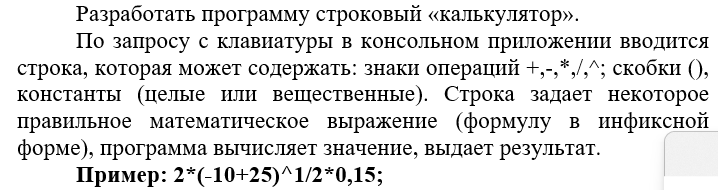 Разработать программу строковый «калькулятор».
По запросу с клавиатуры в консольном приложении вводится
строка, которая может содержать: знаки операций +,-,*,/,^; скобки (),
константы (целые или вещественные). Строка задает некоторое
правильное математическое выражение (формулу в инфиксной
форме), программа вычисляет значение, выдает результат.
Пример: 2*(-10+25)^1/2*0,15;